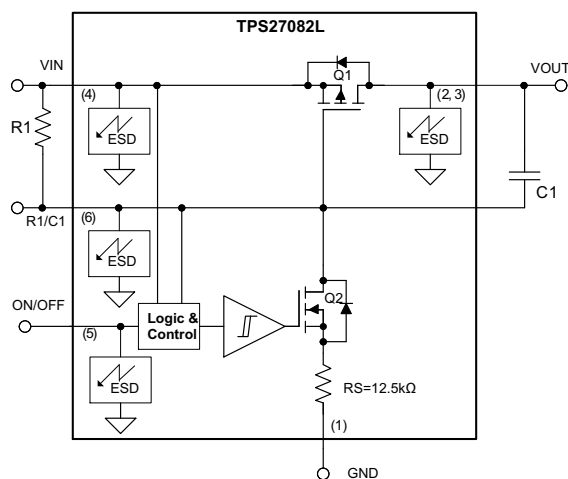 TPS27082L
VIN
Q1
VOUT
(4)
(2, 3)
R1
ESD
ESD
C1
R1/C1
(6)
ESD
Q2
ON/OFF
(5)
Logic &
Control
ESD
RS=12.5kΩ
(1)
GND